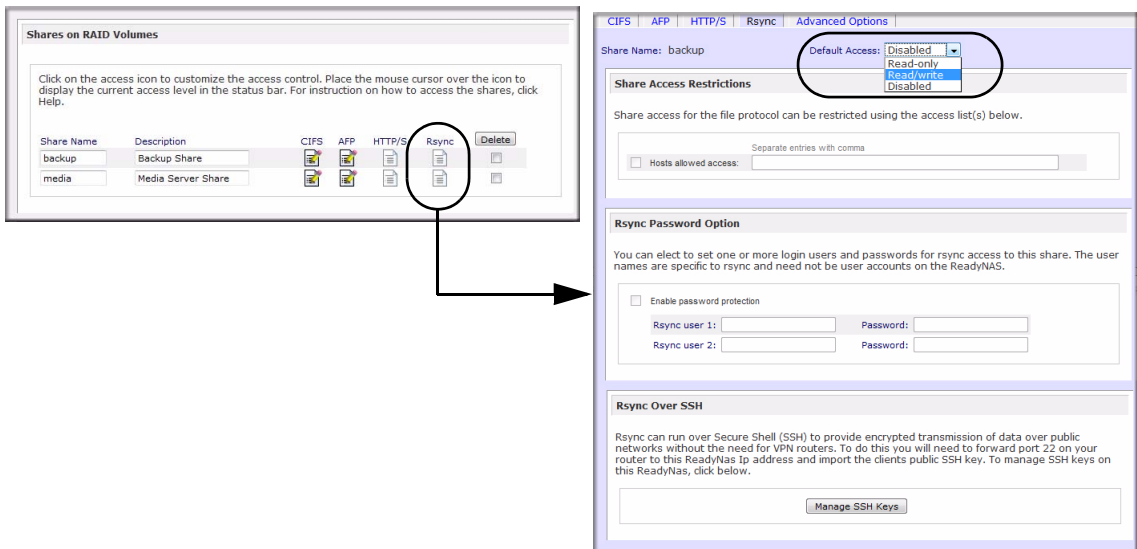 Shares on RAID Volumes
Click on the access icon to customize the access control. Place the mouse cursor over the icon to
display the current access level in the status bar. For instruction on how to access the shares, click
Help.
Share Name Description CIFS AFP HTTP/S Rsync Delete
backup Backup Share
media Media Server Share
CIFS AFP HTTP/S Rsync Advanced Options
Share Name: backup Default Access: Disabled
Read-only
Read/write
Disabled
Share Access Restrictions
Share access for the file protocol can be restricted using the access list(s) below.
Separate entries with comma
Hosts allowed access:
Rsync Password Option
You can elect to set one or more login users and passwords for rsync access to this share. The user
names are specific to rsync and need not be user accounts on the ReadyNAS.
Enable password protection
Rsync user 1: Password:
Rsync user 2: Password:
Rsync Over SSH
Rsync can run over Secure Shell (SSH) to provide encrypted transmission of data over public
networks without the need for VPN routers. To do this you will need to forward port 22 on your
router to this ReadyNas Ip address and import the clients public SSH key. To manage SSH keys on
this ReadyNas, click below.
Manage SSH Keys